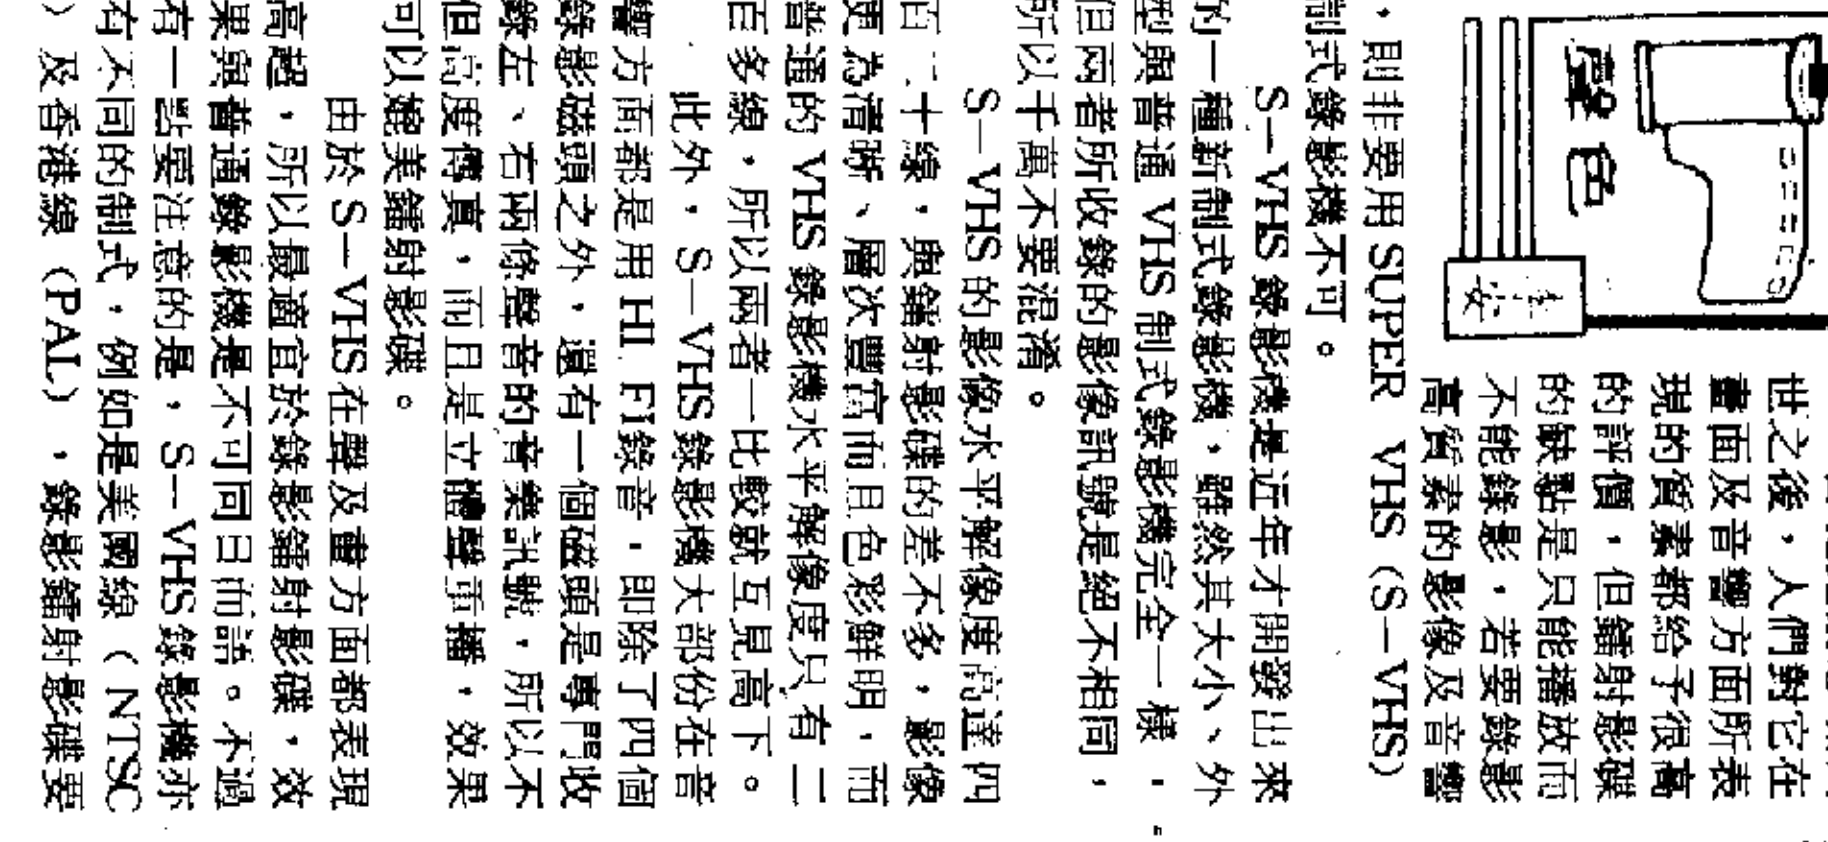 世之後，人們對它在
畫面及音響方面所表
現的質素都給予很高
的評價，但鐳射影碟
的缺點是只能播放而
不能錄影，若要錄影
高質素的影像及音響
，則非要用 SUPER VHS（S－VHS）
制式錄影機不可。
S－VHS 錄影機是近年才開發出來
的一種新制式錄影機，雖然其大小、外
型與普通 VHS 制式錄影機完全一樣，
但兩者所收錄的影像訊號是絕不相同，
所以千萬不要混淆。
S－VHS 的影像水平解像度高達四
百二十線，與鐳射影碟的差不多，影像
更為清晰、層次豐富而且色彩鮮明，而
普通的 VHS 錄影機水平解像度只有二
百多線，所以兩者一比較就互見高下。
此外，S－VHS 錄影機大部份在音
響方面都是用 HI FI 錄音，即除了四個
錄影磁頭之外，還有一個磁頭是專門收
錄左、右兩條聲音的音樂訊號，所以不
但高度傳真，而且是立體聲重播，效果
可以媲美鐳射影碟。
由於 S－VHS 在聲及畫方面都表現
高超，所以最適宜於錄影鐳射影碟，效
果與普通錄影機是不可同日而語。不過
有一點要注意的是，S－VHS 錄影機亦
有不同的制式，例如是美國線（NTSC
）及香港線（PAL），錄影鐳射影碟要
聲色